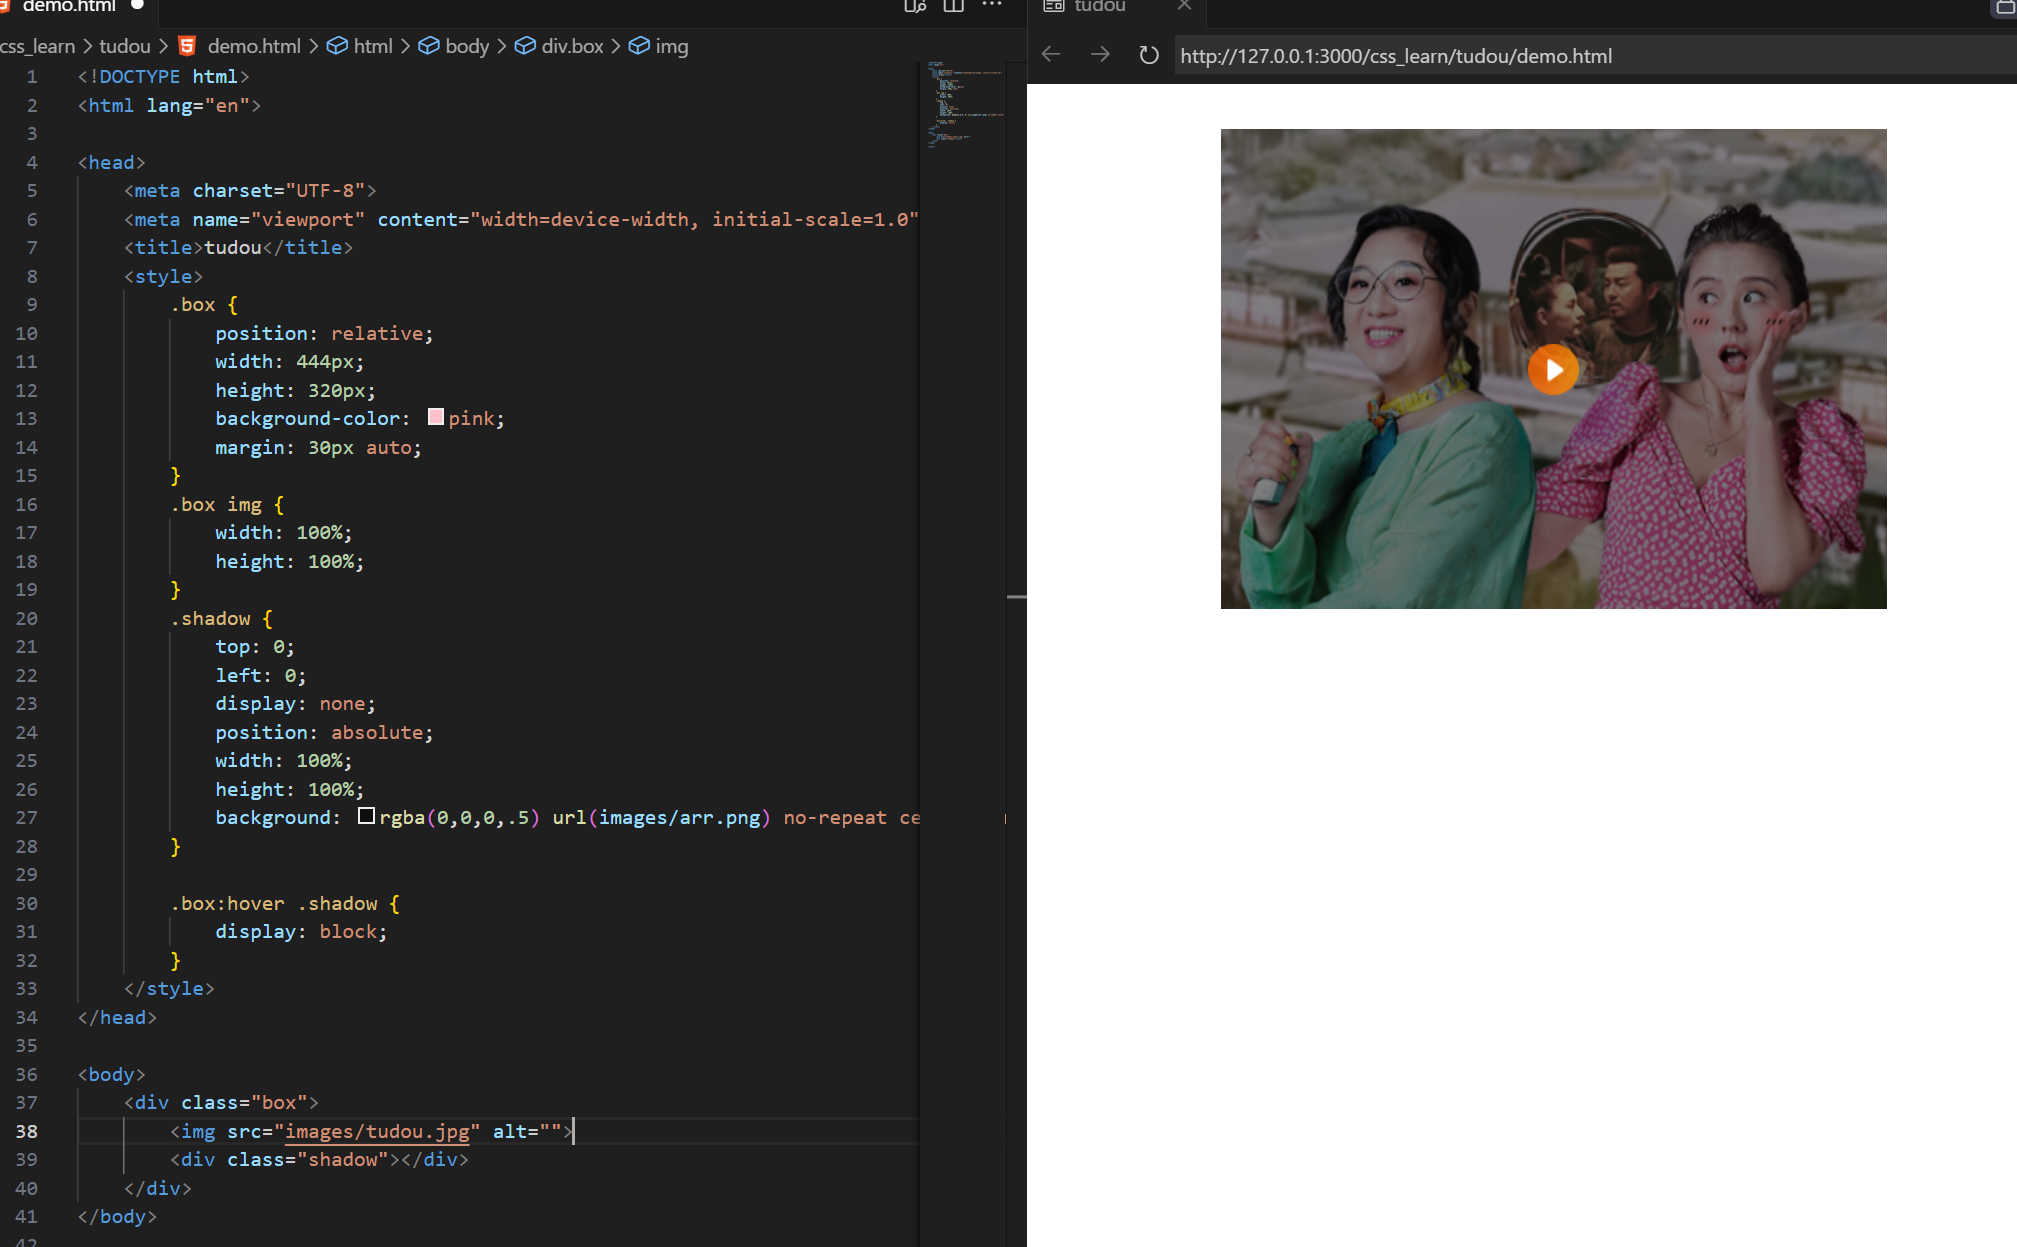 demo.html
css_learn > tudou > demo.html > html > body > div.box > img
1 <!DOCTYPE html>
2 <html lang="en">
3
4 <head>
5 <meta charset="UTF-8">
6 <meta name="viewport" content="width=device-width, initial-scale=1.0"
7 <title>tudou</title>
8 <style>
9 .box {
10 position: relative;
11 width: 444px;
12 height: 320px;
13 background-color: pink;
14 margin: 30px auto;
15 }
16 .box img {
17 width: 100%;
18 height: 100%;
19 }
20 .shadow {
21 top: 0;
22 left: 0;
23 display: none;
24 position: absolute;
25 width: 100%;
26 height: 100%;
27 background: rgba(0,0,0,.5) url(images/arr.png) no-repeat ce
28 }
29
30 .box:hover .shadow {
31 display: block;
32 }
33 </style>
34 </head>
35
36 <body>
37 <div class="box">
38 <img src="images/tudou.jpg" alt="">
39 <div class="shadow"></div>
40 </div>
41 </body>
42
tudou
http://127.0.0.1:3000/css_learn/tudou/demo.html